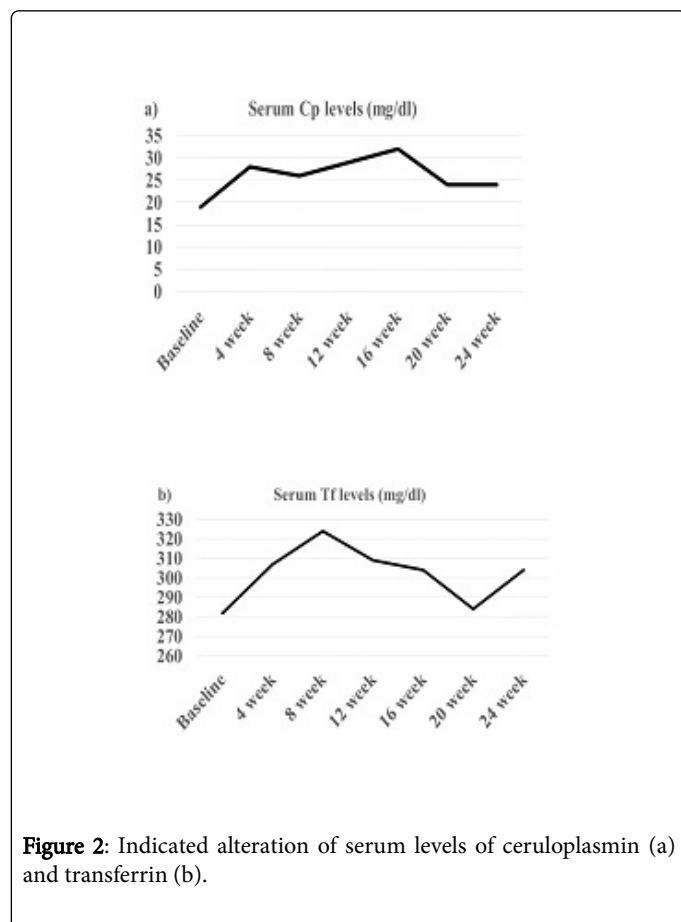 a) Serum Cp levels (mg/dl)
35
30
25
20
15
10
5
0
Baseline
4 week
8 week
12 week
16 week
20 week
24 week
b) Serum Tf levels (mg/dl)
330
320
310
300
290
280
270
260
Baseline
4 week
8 week
12 week
16 week
20 week
24 week
Figure 2: Indicated alteration of serum levels of ceruloplasmin (a)
and transferrin (b).